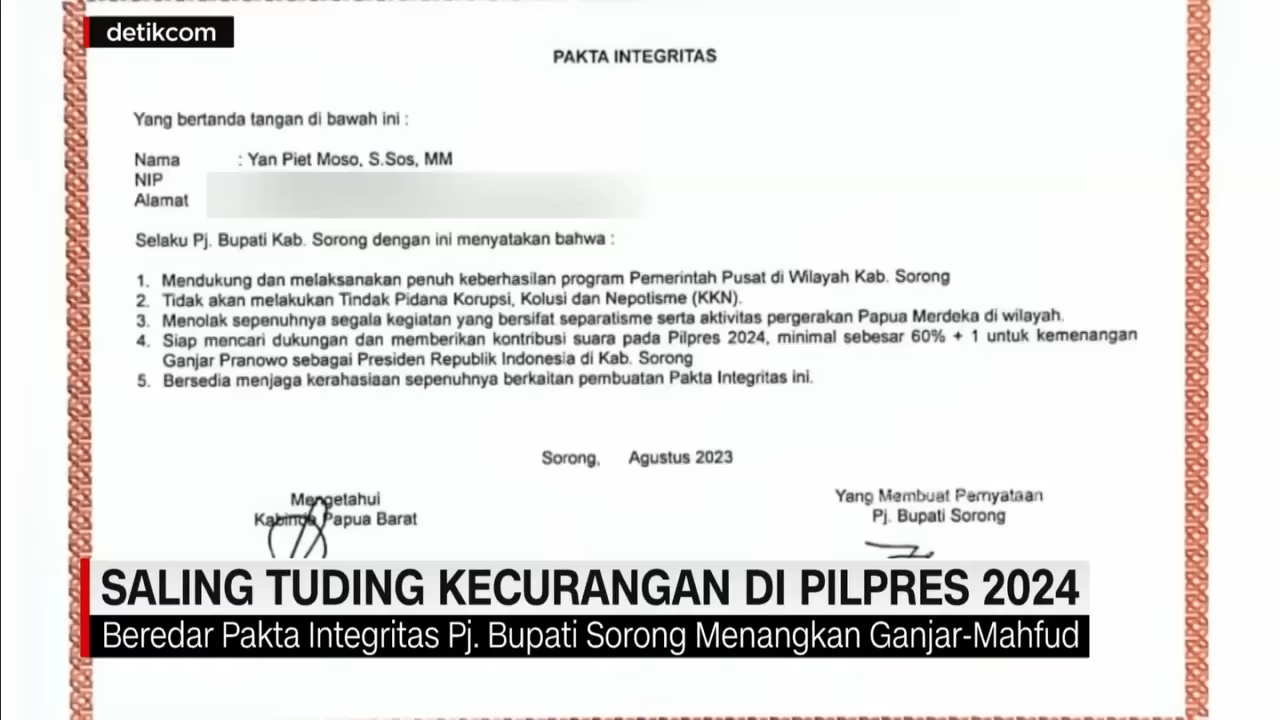 detikcom
PAKTA INTEGRITAS
Yang bertanda tangan di bawah ini :
Nama : Yan Piet Moso, S.Sos, MM
NIP
Alamat
Selaku Pj. Bupati Kab. Sorong dengan ini menyatakan bahwa :
1. Mendukung dan melaksanakan penuh keberhasilan program Pemerintah Pusat di Wilayah Kab. Sorong
2. Tidak akan melakukan Tindak Pidana Korupsi, Kolusi dan Nepotisme (KKN).
3. Menolak sepenuhnya segala kegiatan yang bersifat separatisme serta aktivitas pergerakan Papua Merdeka di wilayah.
4. Siap mencari dukungan dan memberikan kontribusi suara pada Pilpres 2024, minimal sebesar 60% + 1 untuk kemenangan
Ganjar Pranowo sebagai Presiden Republik Indonesia di Kab. Sorong
5. Bersedia menjaga kerahasiaan sepenuhnya berkaitan pembuatan Pakta Integritas ini.
Sorong, Agustus 2023
Mengetahui
Kabinda Papua Barat
Yang Membuat Pernyataan
Pj. Bupati Sorong
SALING TUDING KECURANGAN DI PILPRES 2024
Beredar Pakta Integritas Pj. Bupati Sorong Menangkan Ganjar-Mahfud